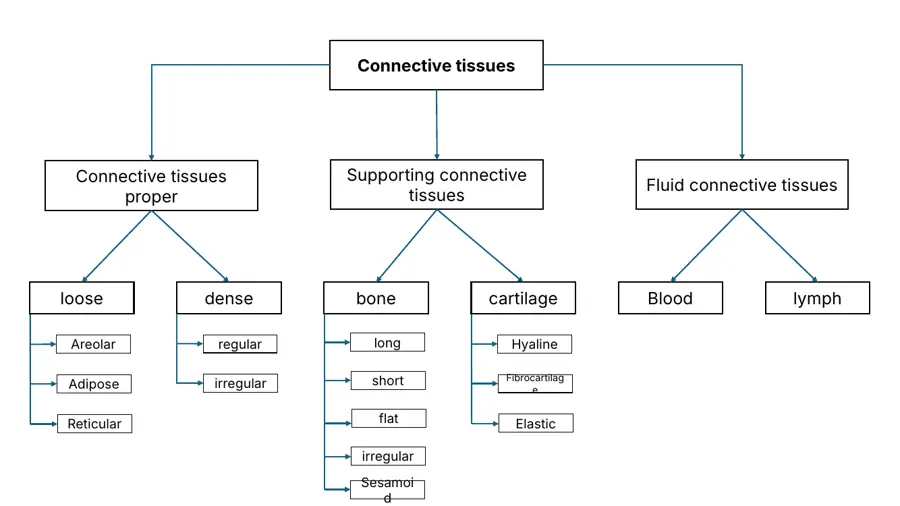 Connective tissues
Connective tissues
proper
Supporting connective
tissues
Fluid connective tissues
loose
dense
bone
cartilage
Blood
lymph
Areolar
Adipose
Reticular
regular
irregular
long
short
flat
irregular
Sesamoi
d
Hyaline
Fibrocartilag
e
Elastic